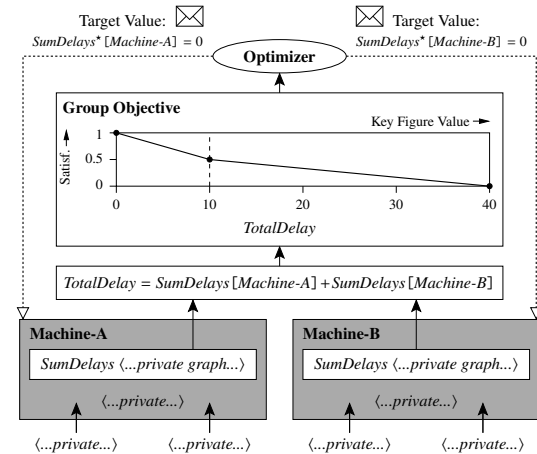 Target Value:
SumDelays* [Machine-A] = 0
Target Value:
SumDelays* [Machine-B] = 0
Optimizer
Group Objective
Key Figure Value
Satisf.
1
0.5
0
0 10 20 30 40
TotalDelay
TotalDelay = SumDelays [Machine-A] + SumDelays [Machine-B]
Machine-A
SumDelays ⟨...private graph...⟩
⟨...private...⟩
⟨...private...⟩ ⟨...private...⟩
Machine-B
SumDelays ⟨...private graph...⟩
⟨...private...⟩
⟨...private...⟩ ⟨...private...⟩